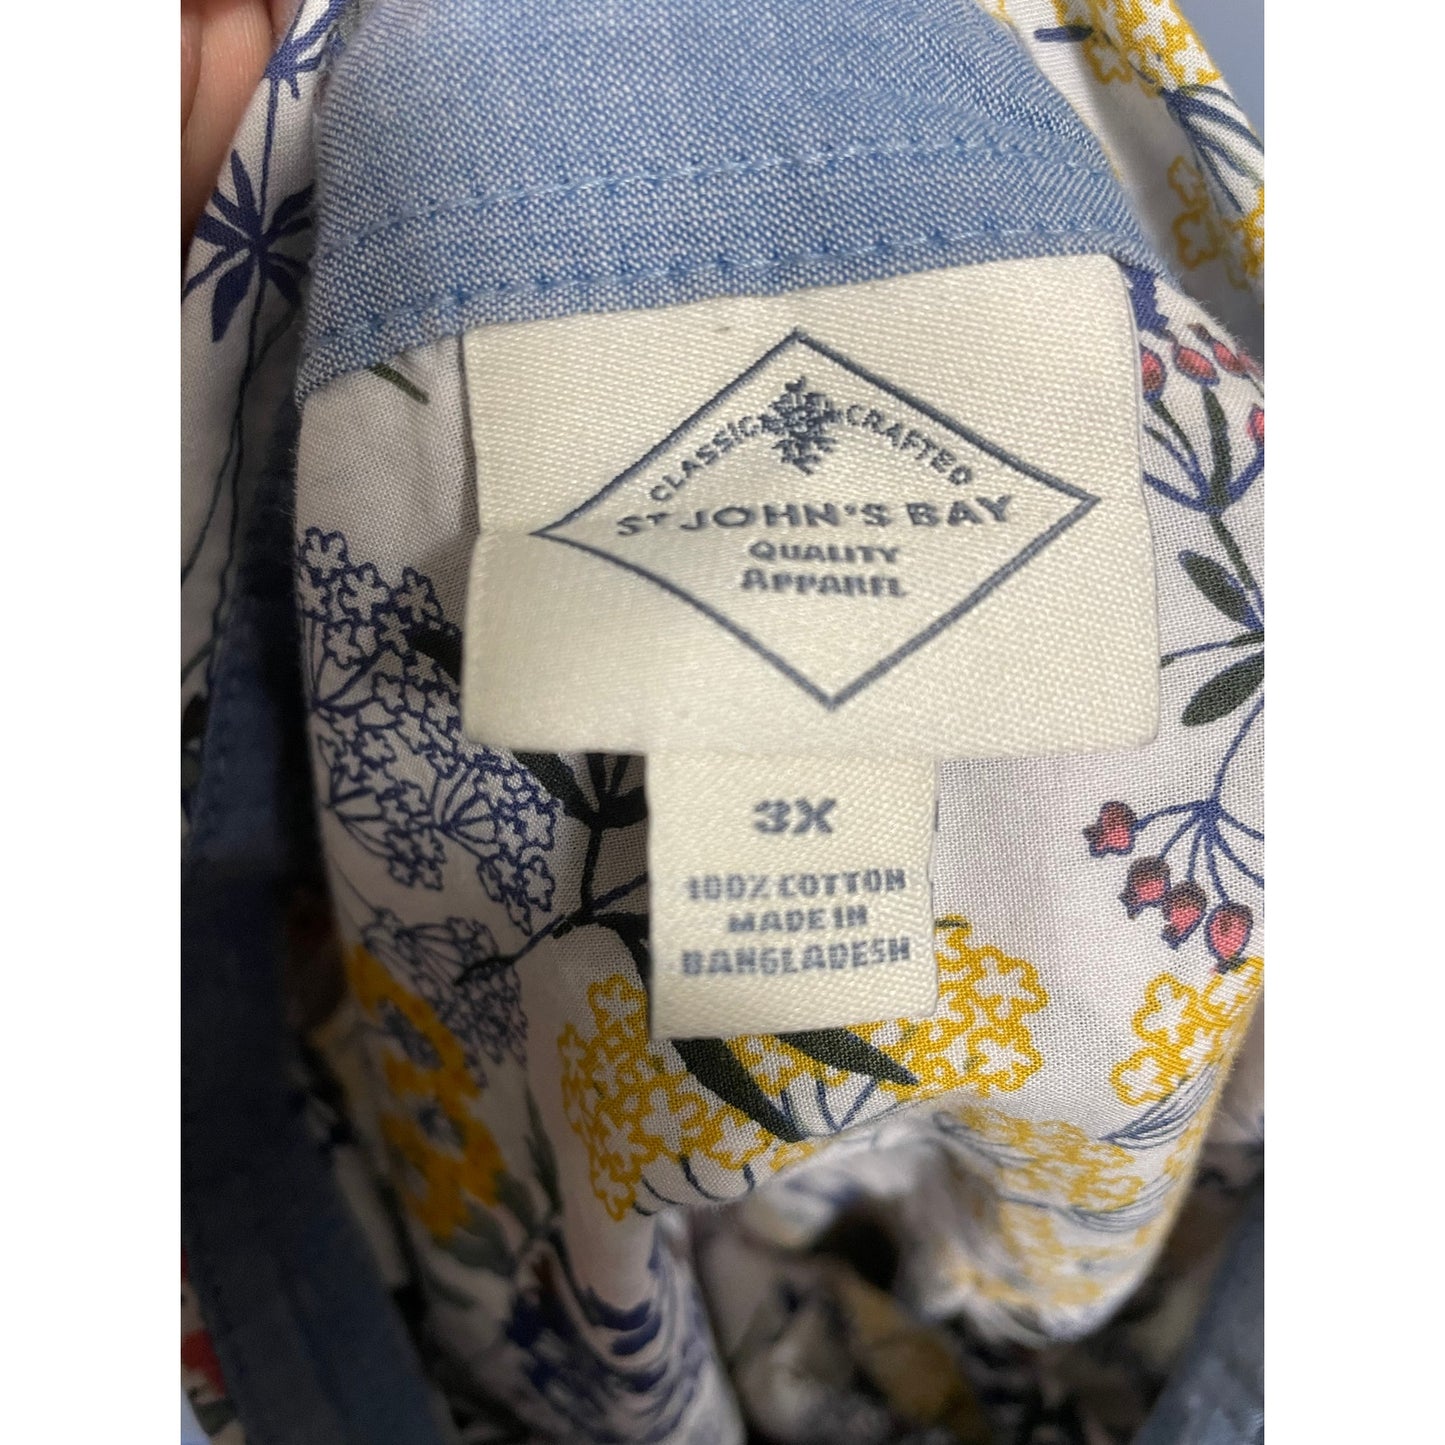 CLASSIC CRAFTED
ST JOHN'S BAY
QUALITY
APPAREL
3X
100% COTTON
MADE IN
BANGLADESH